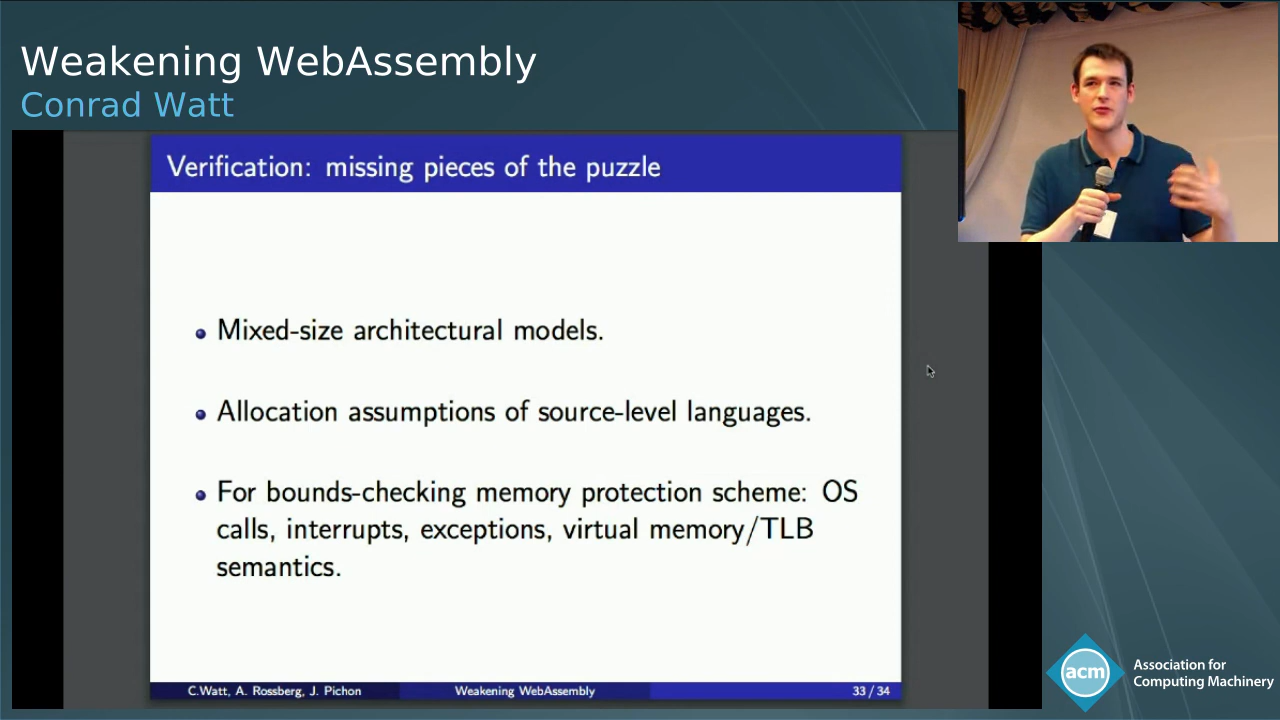 Weakening WebAssembly
Conrad Watt
Verification: missing pieces of the puzzle
Mixed-size architectural models.
Allocation assumptions of source-level languages.
For bounds-checking memory protection scheme: OS
calls, interrupts, exceptions, virtual memory/TLB
semantics.
C.Watt, A. Rossberg, J. Pichon
Weakening WebAssembly
33 / 34
acm
Association for
Computing Machinery